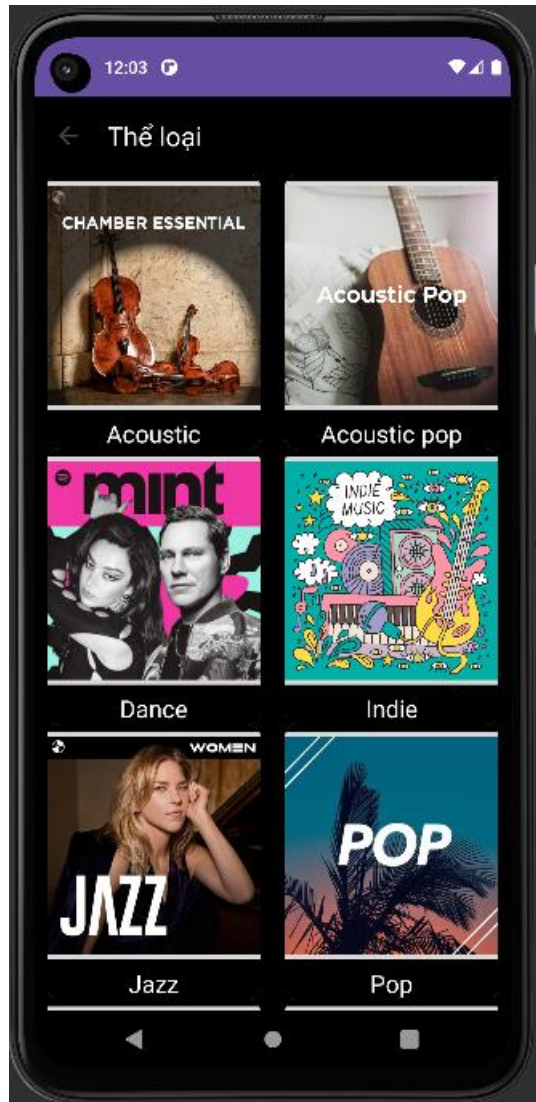 12:03
Thể loại
CHAMBER ESSENTIAL
Acoustic Pop
Acoustic
Acoustic pop
mint
INDIE
MUSIC
Dance
Indie
WOMEN
JAZZ
POP
Jazz
Pop